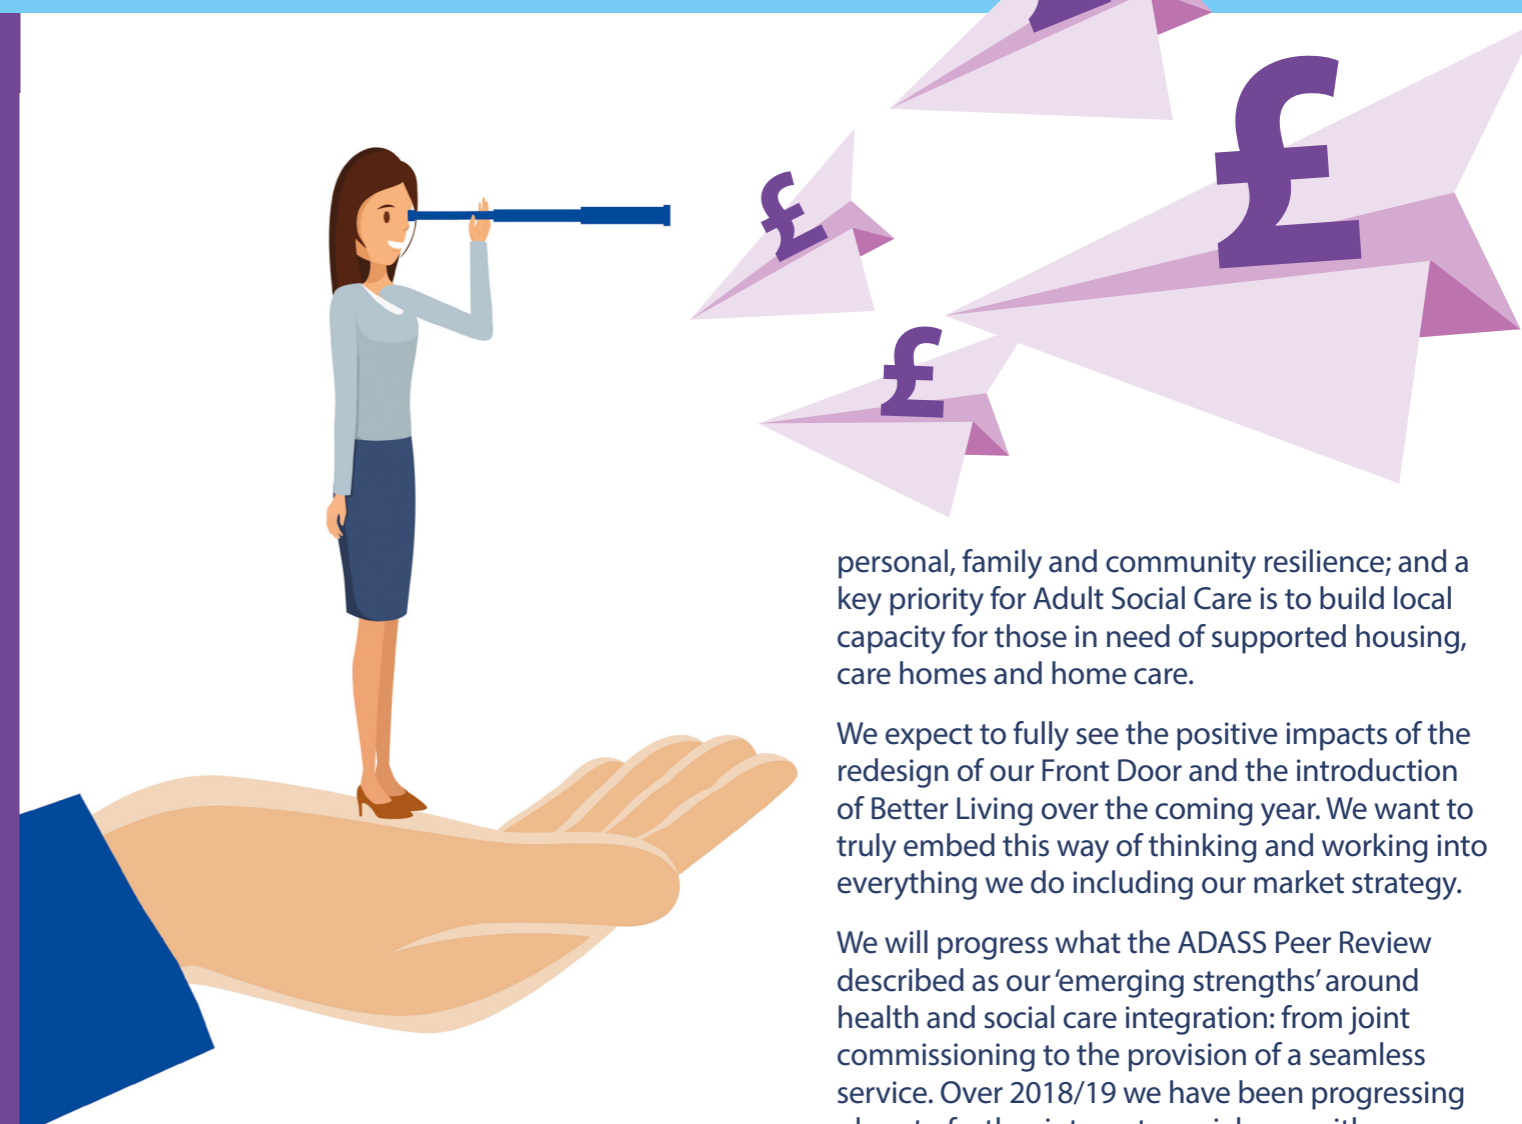 £
£
£
personal, family and community resilience; and a
key priority for Adult Social Care is to build local
capacity for those in need of supported housing,
care homes and home care.
We expect to fully see the positive impacts of the
redesign of our Front Door and the introduction
of Better Living over the coming year. We want to
truly embed this way of thinking and working into
everything we do including our market strategy.
We will progress what the ADASS Peer Review
described as our ‘emerging strengths’ around
health and social care integration: from joint
commissioning to the provision of a seamless
service. Over 2018/19 we have been progressing